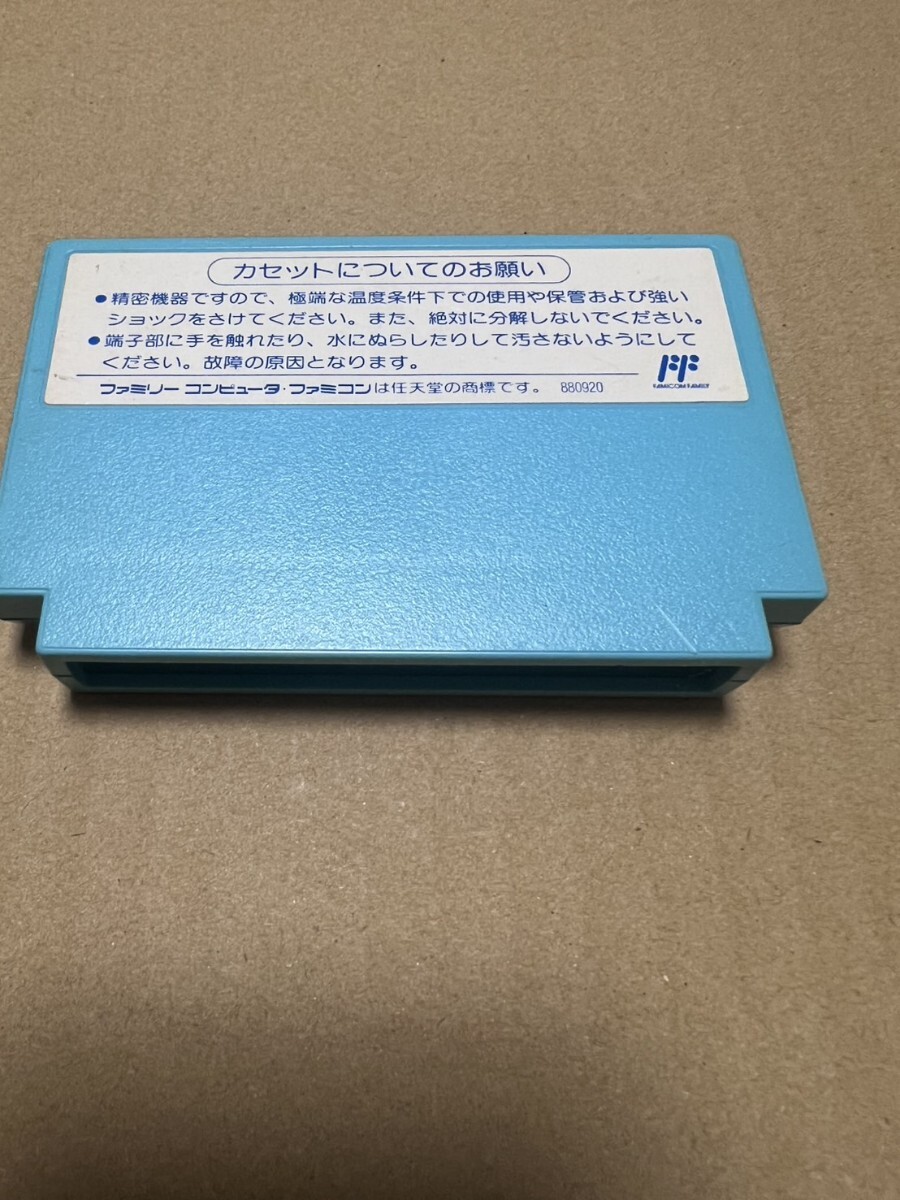 カセットについてのお願い
●精密機器ですので、極端な温度条件下での使用や保管および強い
ショックをさけてください。また、絶対に分解しないでください。
●端子部に手を触れたり、水にぬらしたりして汚さないようにして
ください。故障の原因となります。
FAMICOM FAMILY
ファミリー コンピュータ・ファミコンは任天堂の商標です。 880920